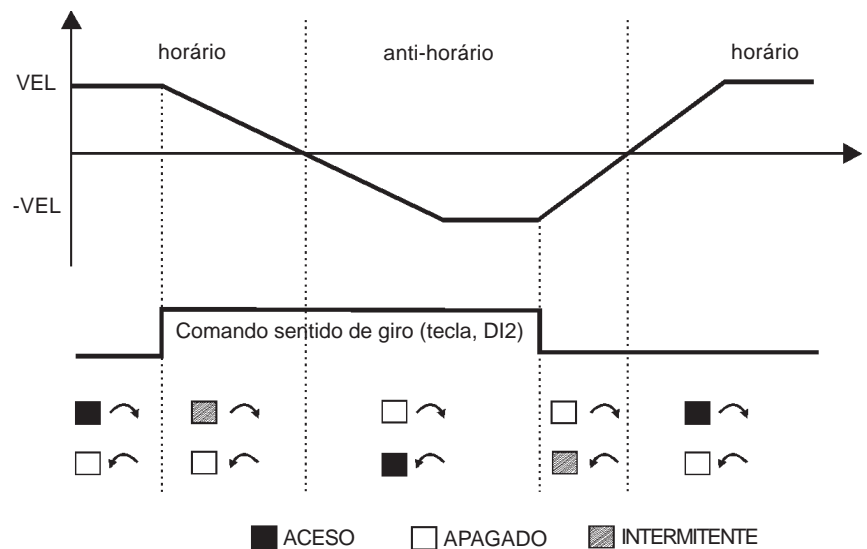 horário anti-horário horário
VEL
-VEL
Comando sentido de giro (tecla, DI2)
ACESO APAGADO INTERMITENTE